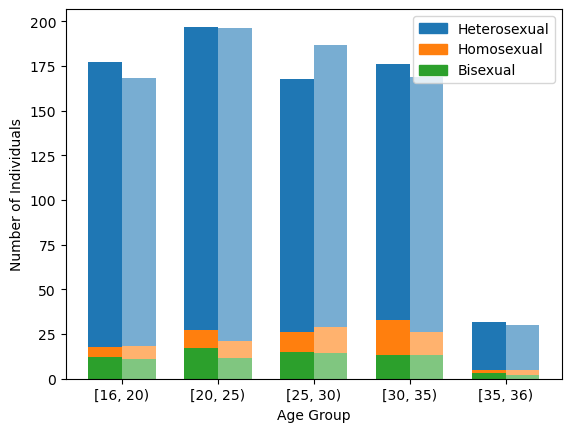 Number of Individuals
200
175
150
125
100
75
50
25
0
Heterosexual
Homosexual
Bisexual
[16, 20)
[20, 25)
[25, 30)
[30, 35)
[35, 36)
Age Group